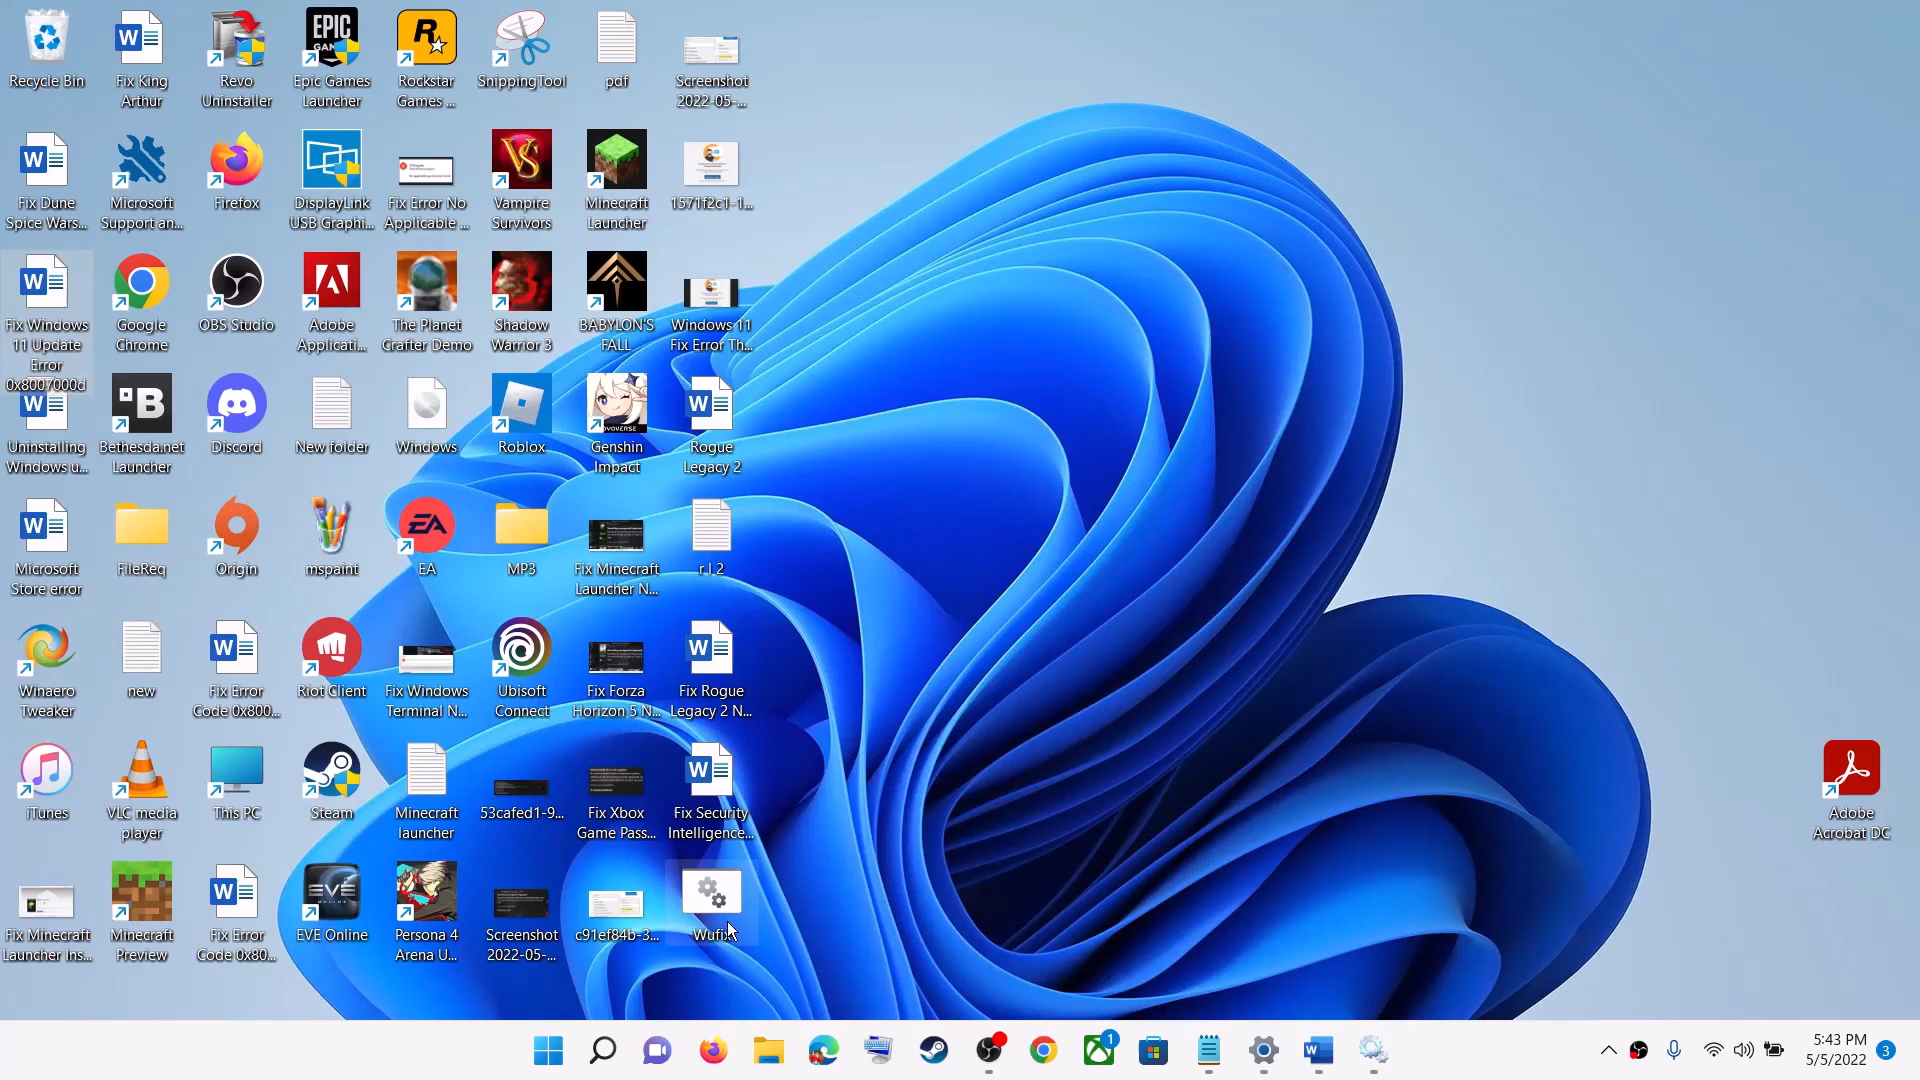 Recycle Bin
Fix King
Arthur
Revo
Uninstaller
EPIC
GAMES
Epic Games
Launcher
Rockstar
Games ...
SnippingTool
pdf
Screenshot
2022-05-...
Fix Dune
Spice Wars...
Microsoft
Support an...
Firefox
DisplayLink
USB Graphi...
Fix Error No
Applicable ...
Vampire
Survivors
Minecraft
Launcher
1571f2c1-1...
Fix Windows
11 Update
Error
0x8007000d
Google
Chrome
OBS Studio
Adobe
Applicati...
The Planet
Crafter Demo
Shadow
Warrior 3
BABYLON'S
FALL
Windows 11
Fix Error Th...
Uninstalling
Windows u...
Bethesda.net
Launcher
Discord
New folder
Windows
Roblox
Genshin
Impact
Rogue
Legacy 2
Microsoft
Store error
FileReq
Origin
mspaint
EA
MP3
Fix Minecraft
Launcher N...
r l 2
Winaero
Tweaker
new
Fix Error
Code 0x800...
Riot Client
Fix Windows
Terminal N...
Ubisoft
Connect
Fix Forza
Horizon 5 N...
Fix Rogue
Legacy 2 N...
iTunes
VLC media
player
This PC
Steam
Minecraft
launcher
53cafed1-9...
Fix Xbox
Game Pass...
Fix Security
Intelligence...
Fix Minecraft
Launcher Ins...
Minecraft
Preview
Fix Error
Code 0x80...
EVE
EVE Online
Persona 4
Arena U...
Screenshot
2022-05-...
c91ef84b-3...
Wufix
Adobe
Acrobat DC
1
5:43 PM
5/5/2022
3